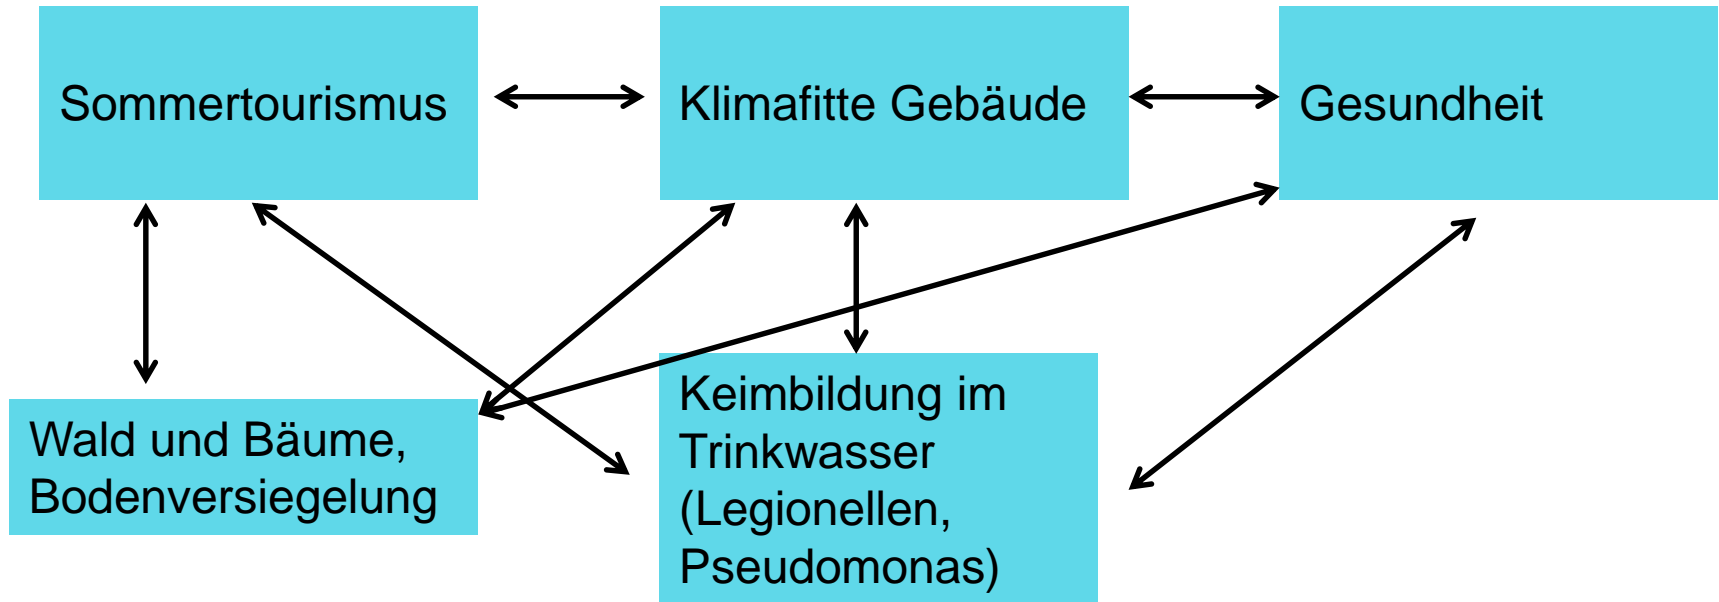 Sommertourismus
Klimafitte Gebäude
Gesundheit
Wald und Bäume,
Bodenversiegelung
Keimbildung im
Trinkwasser
(Legionellen,
Pseudomonas)